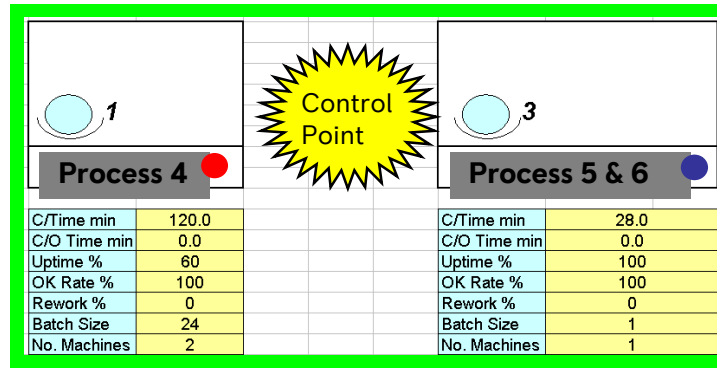 1
Process 4
C/Time min 120.0
C/O Time min 0.0
Uptime % 60
OK Rate % 100
Rework % 0
Batch Size 24
No. Machines 2
Control
Point
3
Process 5 & 6
C/Time min 28.0
C/O Time min 0.0
Uptime % 100
OK Rate % 100
Rework % 0
Batch Size 1
No. Machines 1